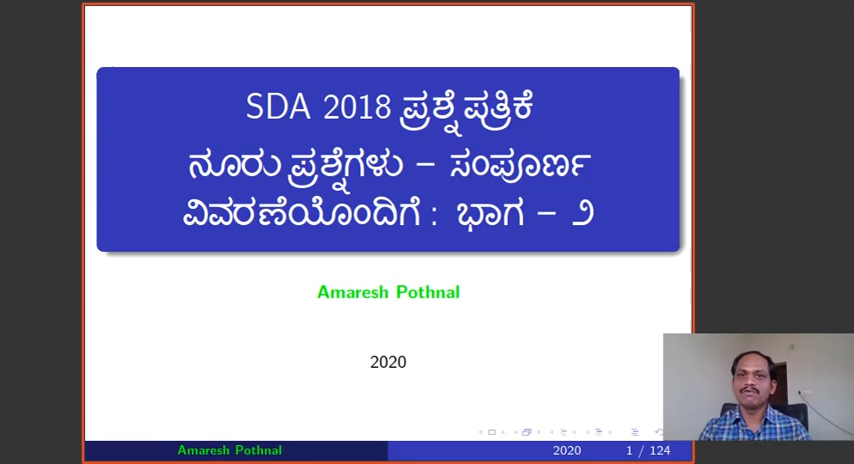 SDA 2018 ಪ್ರಶ್ನೆ ಪತ್ರಿಕೆ
ನೂರು ಪ್ರಶ್ನೆಗಳು – ಸಂಪೂರ್ಣ
ವಿವರಣೆಯೊಂದಿಗೆ : ಭಾಗ – ೨
Amaresh Pothnal
2020
Amaresh Pothnal 2020 1 / 124